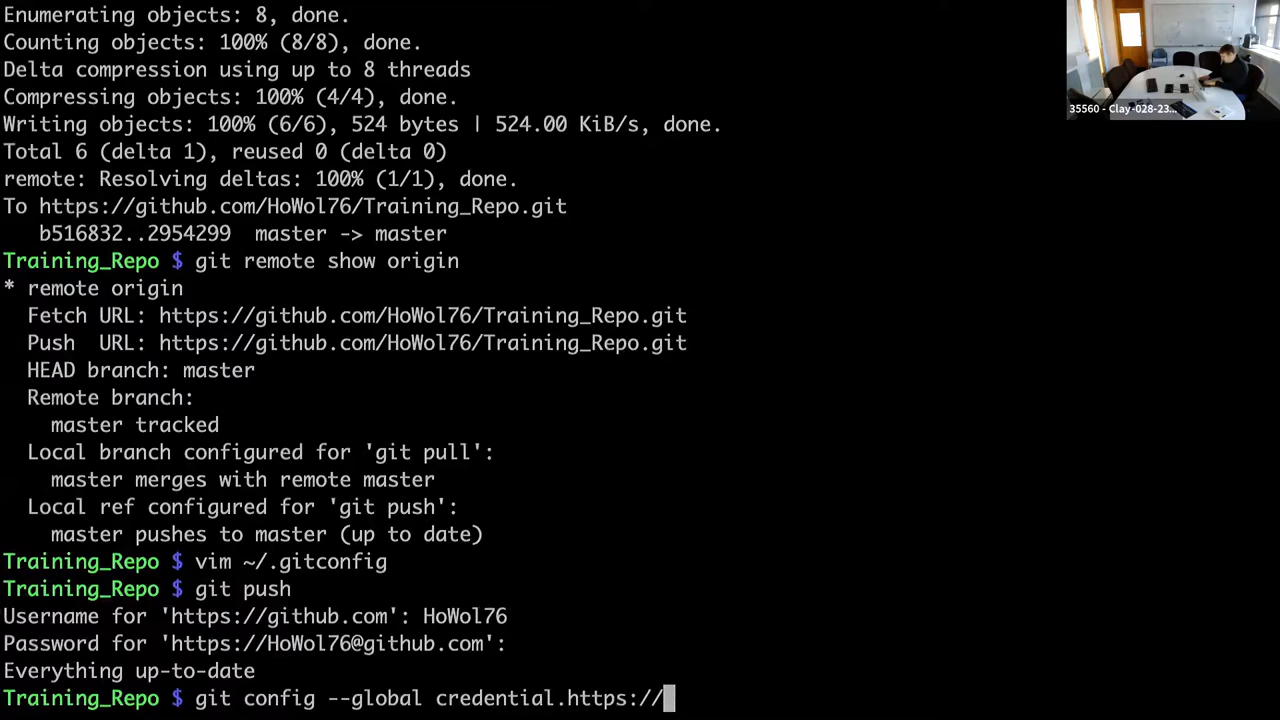 Enumerating objects: 8, done.
Counting objects: 100% (8/8), done.
Delta compression using up to 8 threads
Compressing objects: 100% (4/4), done.
Writing objects: 100% (6/6), 524 bytes | 524.00 KiB/s, done.
Total 6 (delta 1), reused 0 (delta 0)
remote: Resolving deltas: 100% (1/1), done.
To https://github.com/HoWol76/Training_Repo.git
   b516832..2954299  master -> master
Training_Repo $ git remote show origin
* remote origin
  Fetch URL: https://github.com/HoWol76/Training_Repo.git
  Push  URL: https://github.com/HoWol76/Training_Repo.git
  HEAD branch: master
  Remote branch:
    master tracked
  Local branch configured for 'git pull':
    master merges with remote master
  Local ref configured for 'git push':
    master pushes to master (up to date)
Training_Repo $ vim ~/.gitconfig
Training_Repo $ git push
Username for 'https://github.com': HoWol76
Password for 'https://HoWol76@github.com':
Everything up-to-date
Training_Repo $ git config --global credential.https://
35560 - Clay-028-23...